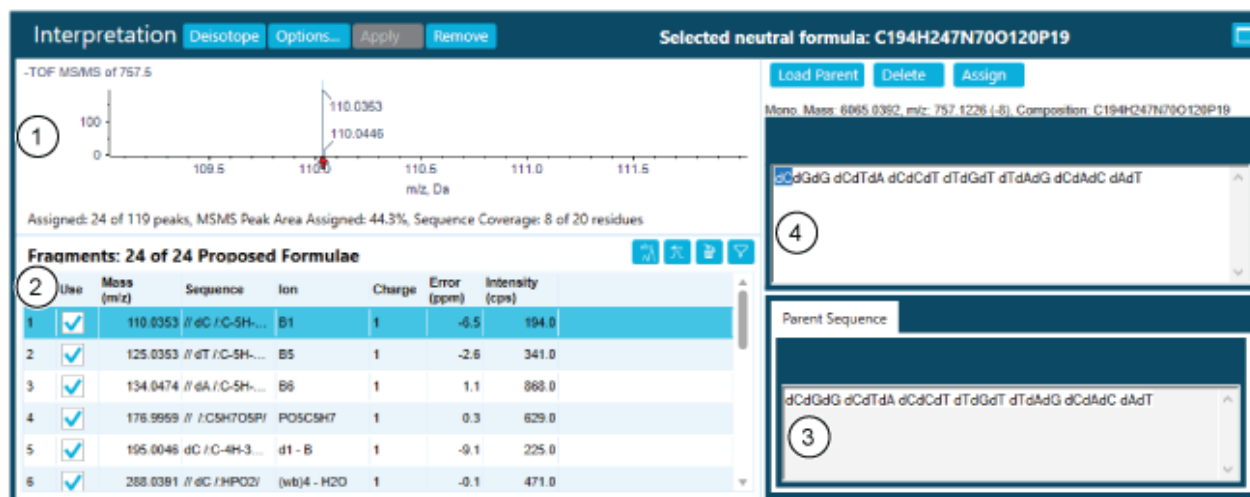 Interpretation Deisotope Options... Apply Remove Selected neutral formula: C194H247N70O120P19
-TOF MS/MS of 757.5
Load Parent Delete Assign
Mono. Mass: 6065.0392, m/z: 757.1226 (-8), Composition: C194H247N70O120P19
110.0353
100
1
110.0446
0
109.5 110.0 110.5 111.0 111.5
m/z, Da
dCdGdG dCdTdA dCdCdT dTdGdT dTdAdG dCdAdC dAdT
4
Assigned: 24 of 119 peaks, MSMS Peak Area Assigned: 44.3%, Sequence Coverage: 8 of 20 residues
Fragments: 24 of 24 Proposed Formulae
2
Use Mass (m/z) Sequence Ion Charge Error (ppm) Intensity (cps)
1 110.0353 // dC /:C-5H-... B1 1 -6.5 194.0
2 125.0353 // dT /:C-5H-... B5 1 -2.6 341.0
3 134.0474 // dA /:C-5H-... B6 1 1.1 868.0
4 176.9959 // /:C5H7O5P/ PO5C5H7 1 0.3 629.0
5 195.0046 dC /:C-4H-3... d1 - B 1 -9.1 225.0
6 288.0391 // dC /:HPO2/ (wb)4 - H2O 1 -0.1 471.0
Parent Sequence
dCdGdG dCdTdA dCdCdT dTdGdT dTdAdG dCdAdC dAdT
3